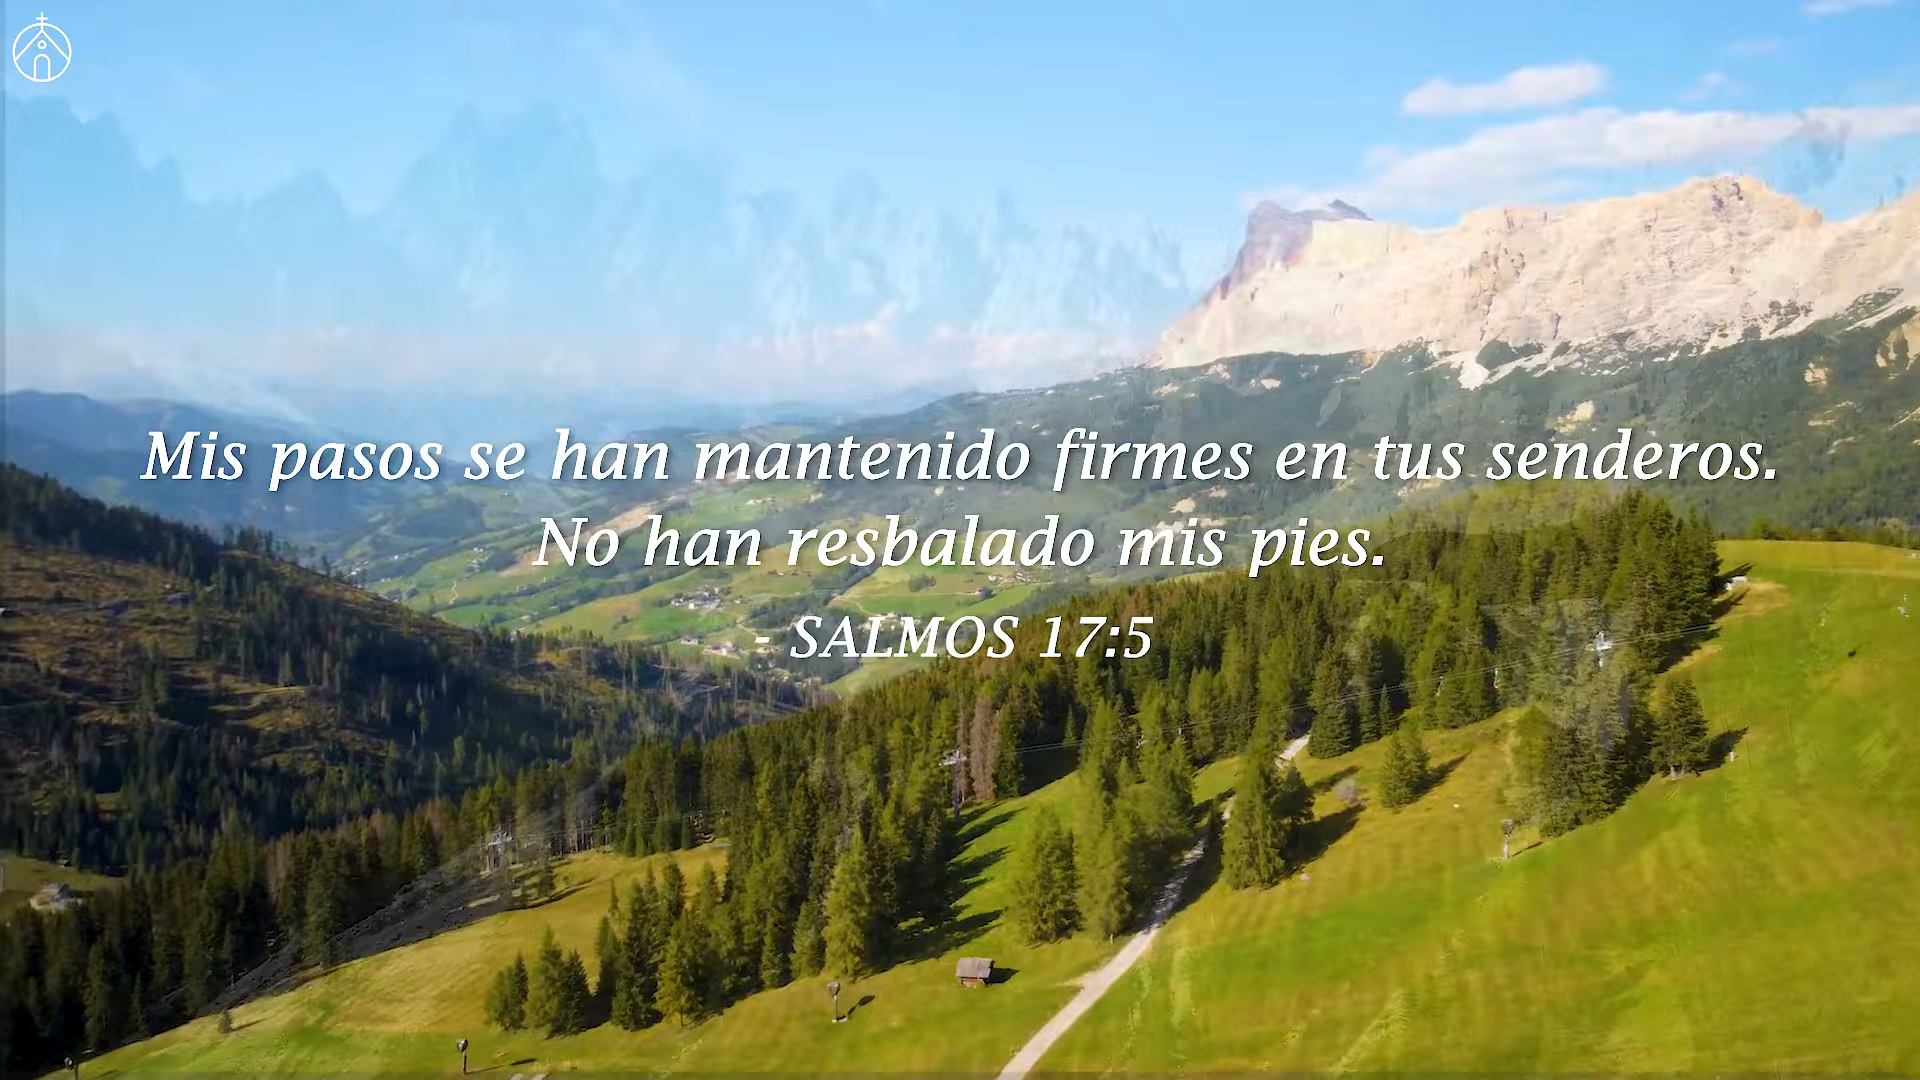 Mis pasos se han mantenido firmes en tus senderos.
No han resbalado mis pies.
- SALMOS 17:5